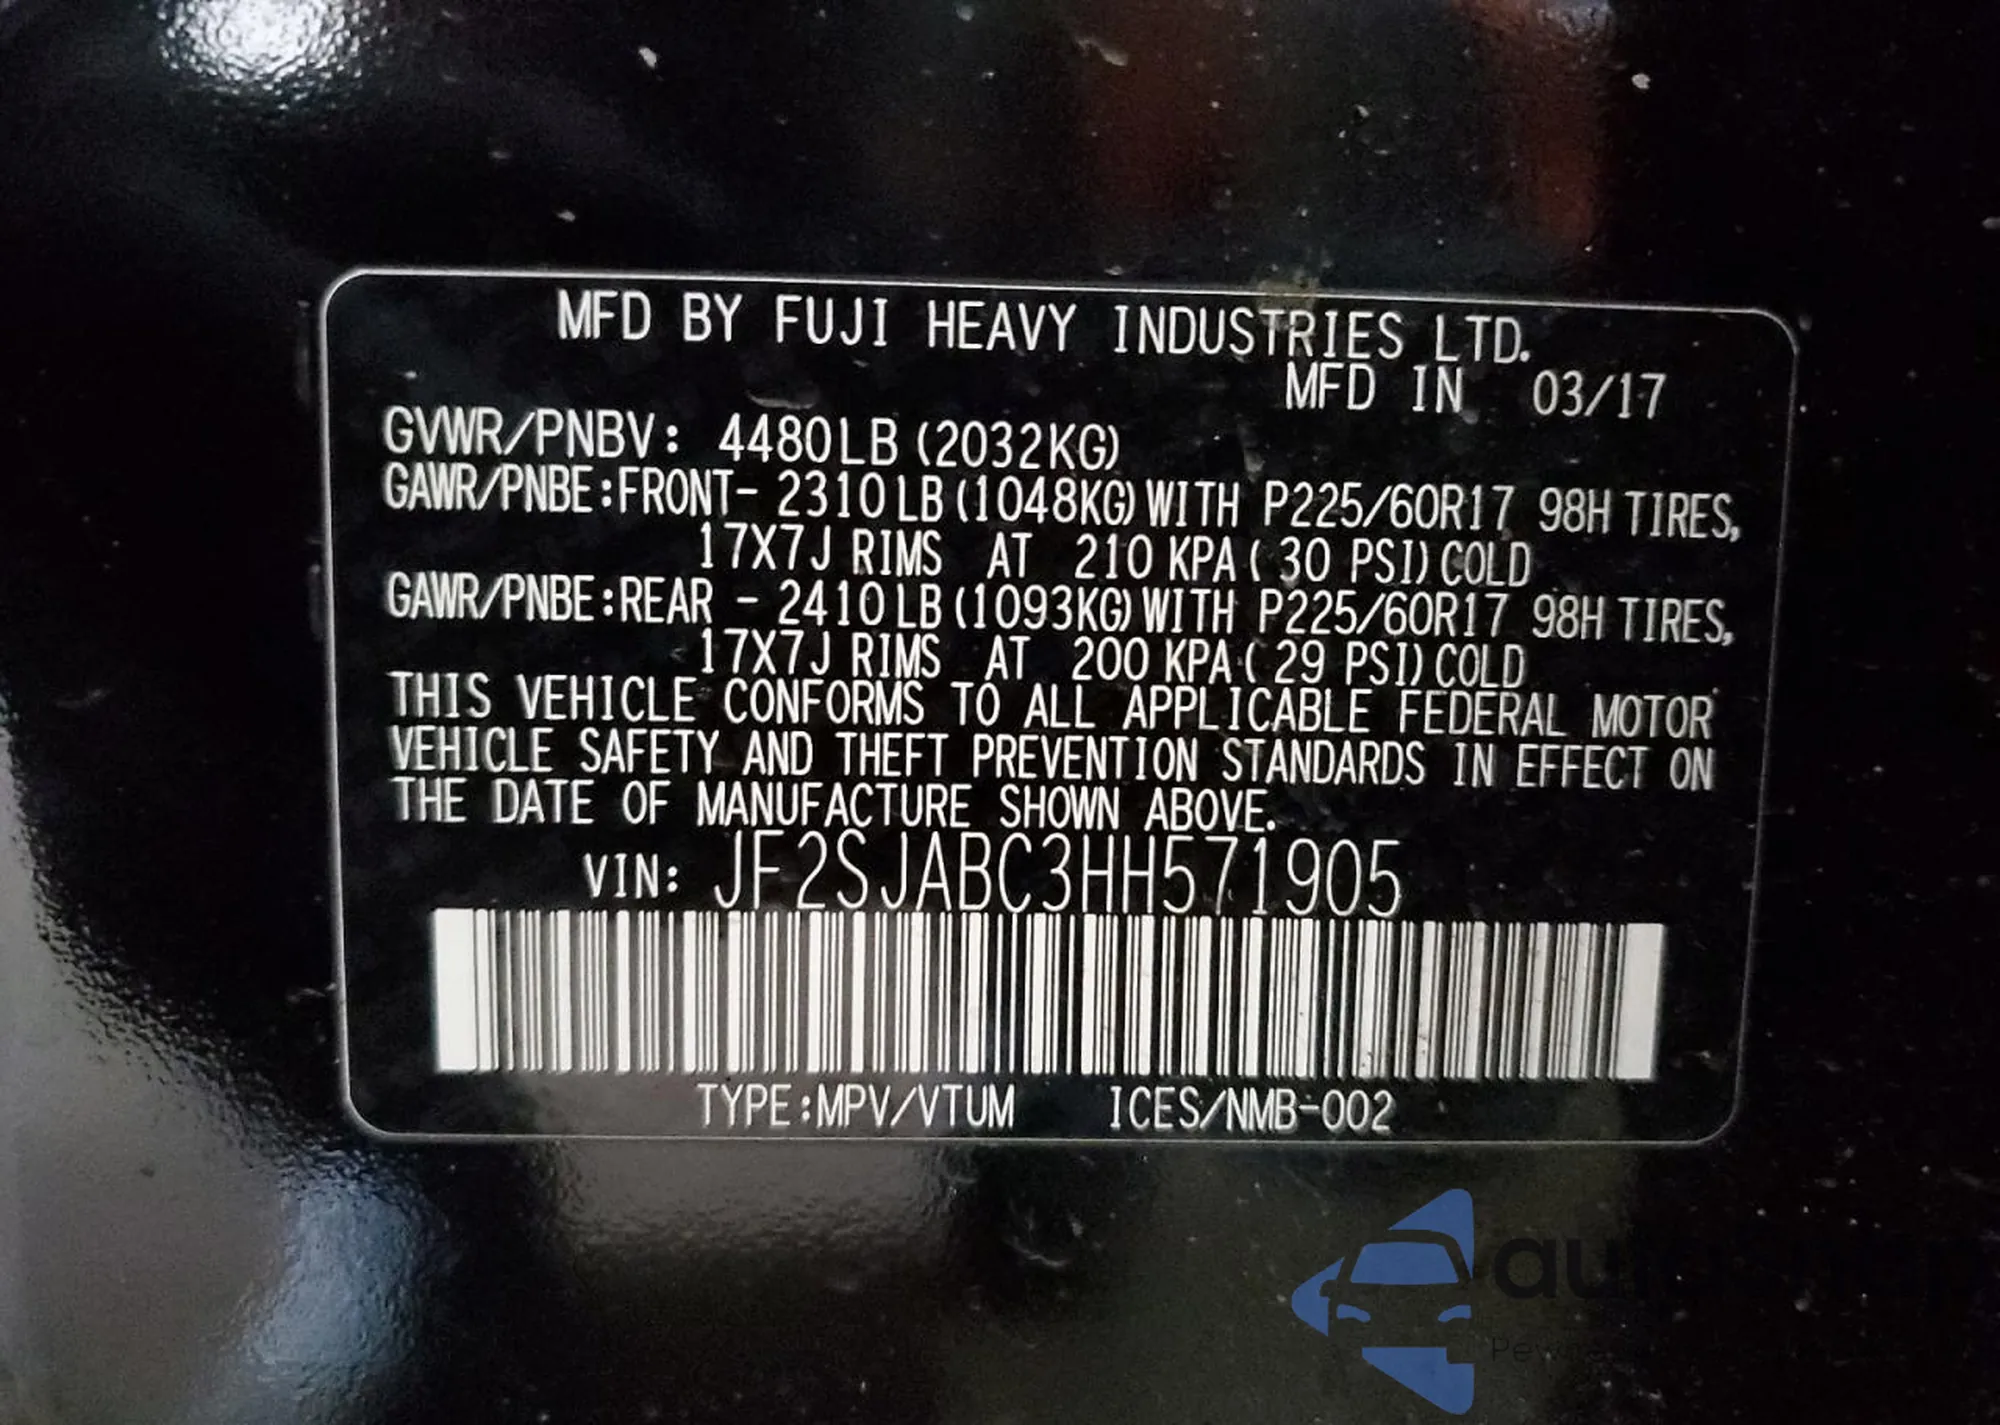 MFD BY FUJI HEAVY INDUSTRIES LTD.
MFD IN 03/17
GVWR/PNBV: 4480LB (2032KG)
GAWR/PNBE:FRONT- 2310LB (1048KG) WITH P225/60R17 98H TIRES,
17X7J RIMS AT 210 KPA ( 30 PSI) COLD
GAWR/PNBE:REAR - 2410LB (1093KG) WITH P225/60R17 98H TIRES,
17X7J RIMS AT 200 KPA ( 29 PSI) COLD
THIS VEHICLE CONFORMS TO ALL APPLICABLE FEDERAL MOTOR
VEHICLE SAFETY AND THEFT PREVENTION STANDARDS IN EFFECT ON
THE DATE OF MANUFACTURE SHOWN ABOVE.
VIN: JF2SJABC3HH571905
TYPE:MPV/VTUM ICES/NMB-002